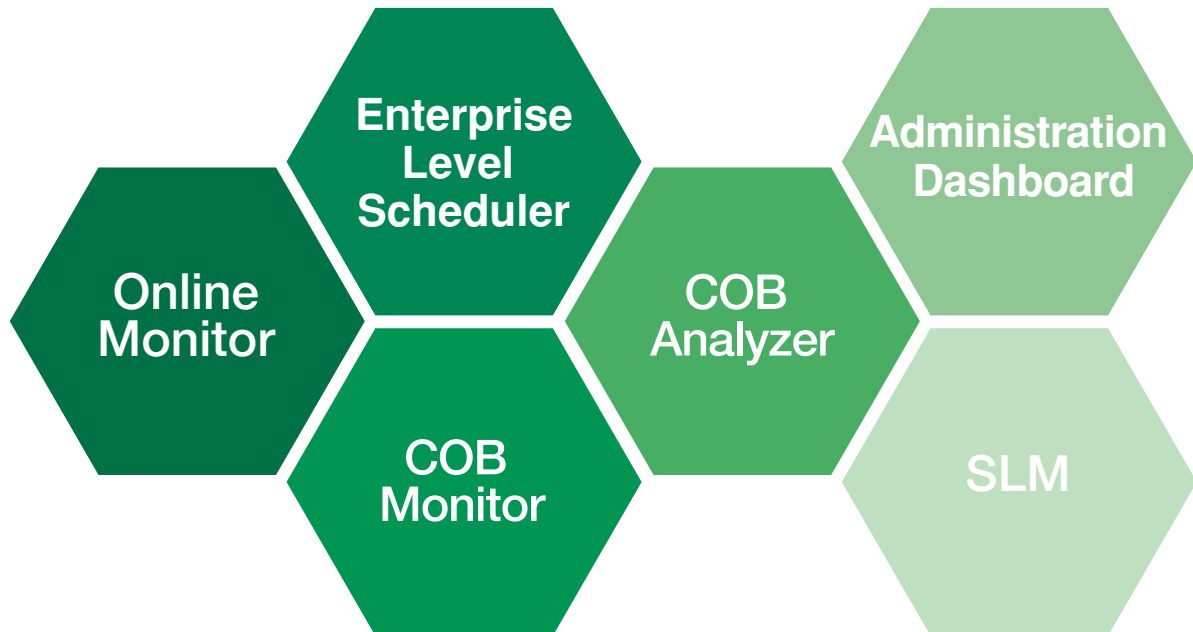 Enterprise
Level
Scheduler
Administration
Dashboard
Online
Monitor
COB
Analyzer
COB
Monitor
SLM